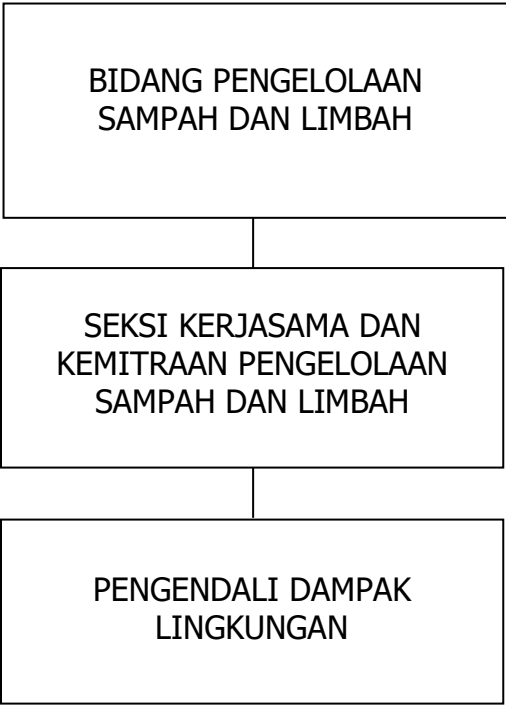 BIDANG PENGELOLAAN
SAMPAH DAN LIMBAH
SEKSI KERJASAMA DAN
KEMITRAAN PENGELOLAAN
SAMPAH DAN LIMBAH
PENGENDALI DAMPAK
LINGKUNGAN